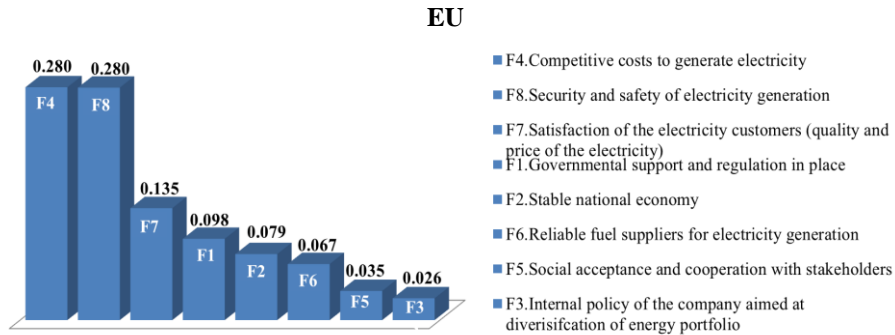 EU
0.280
0.280
0.135
0.098
0.079
0.067
0.035
0.026
F4
F8
F7
F1
F2
F6
F5
F3
F4.Competitive costs to generate electricity
F8.Security and safety of electricity generation
F7.Satisfaction of the electricity customers (quality and
price of the electricity)
F1.Governmental support and regulation in place
F2.Stable national economy
F6.Reliable fuel suppliers for electricity generation
F5.Social acceptance and cooperation with stakeholders
F3.Internal policy of the company aimed at
diverisifcation of energy portfolio